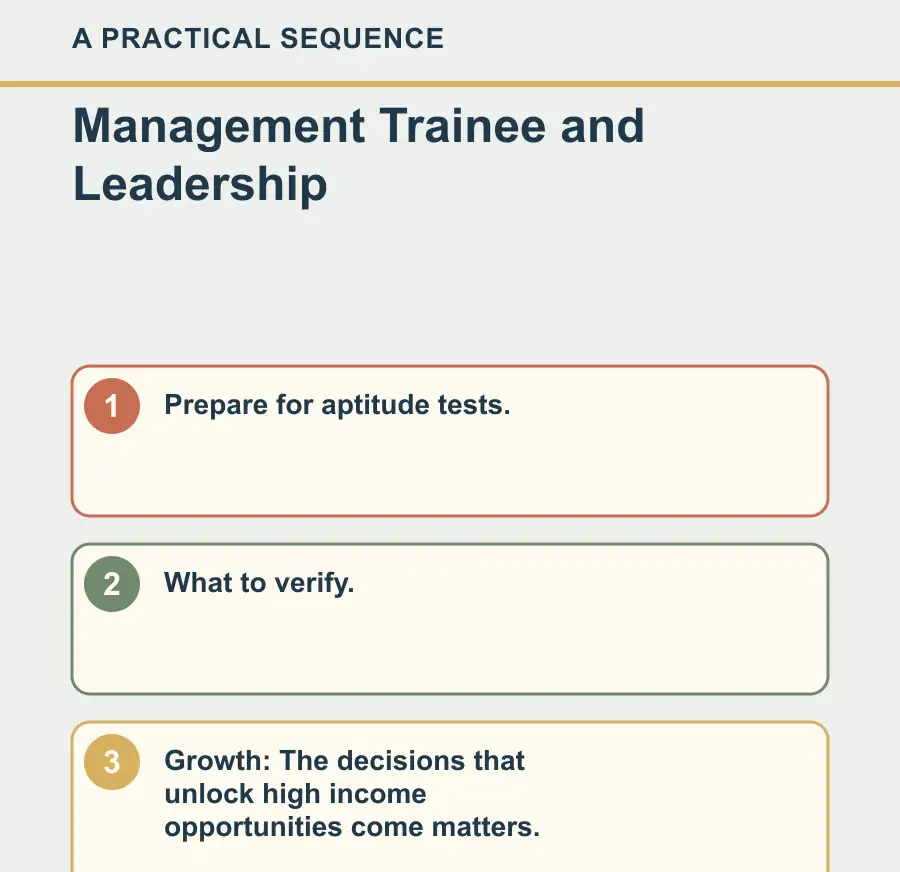 A PRACTICAL SEQUENCE
Management Trainee and
Leadership
1
Prepare for aptitude tests.
2
What to verify.
3
Growth: The decisions that
unlock high income
opportunities come matters.